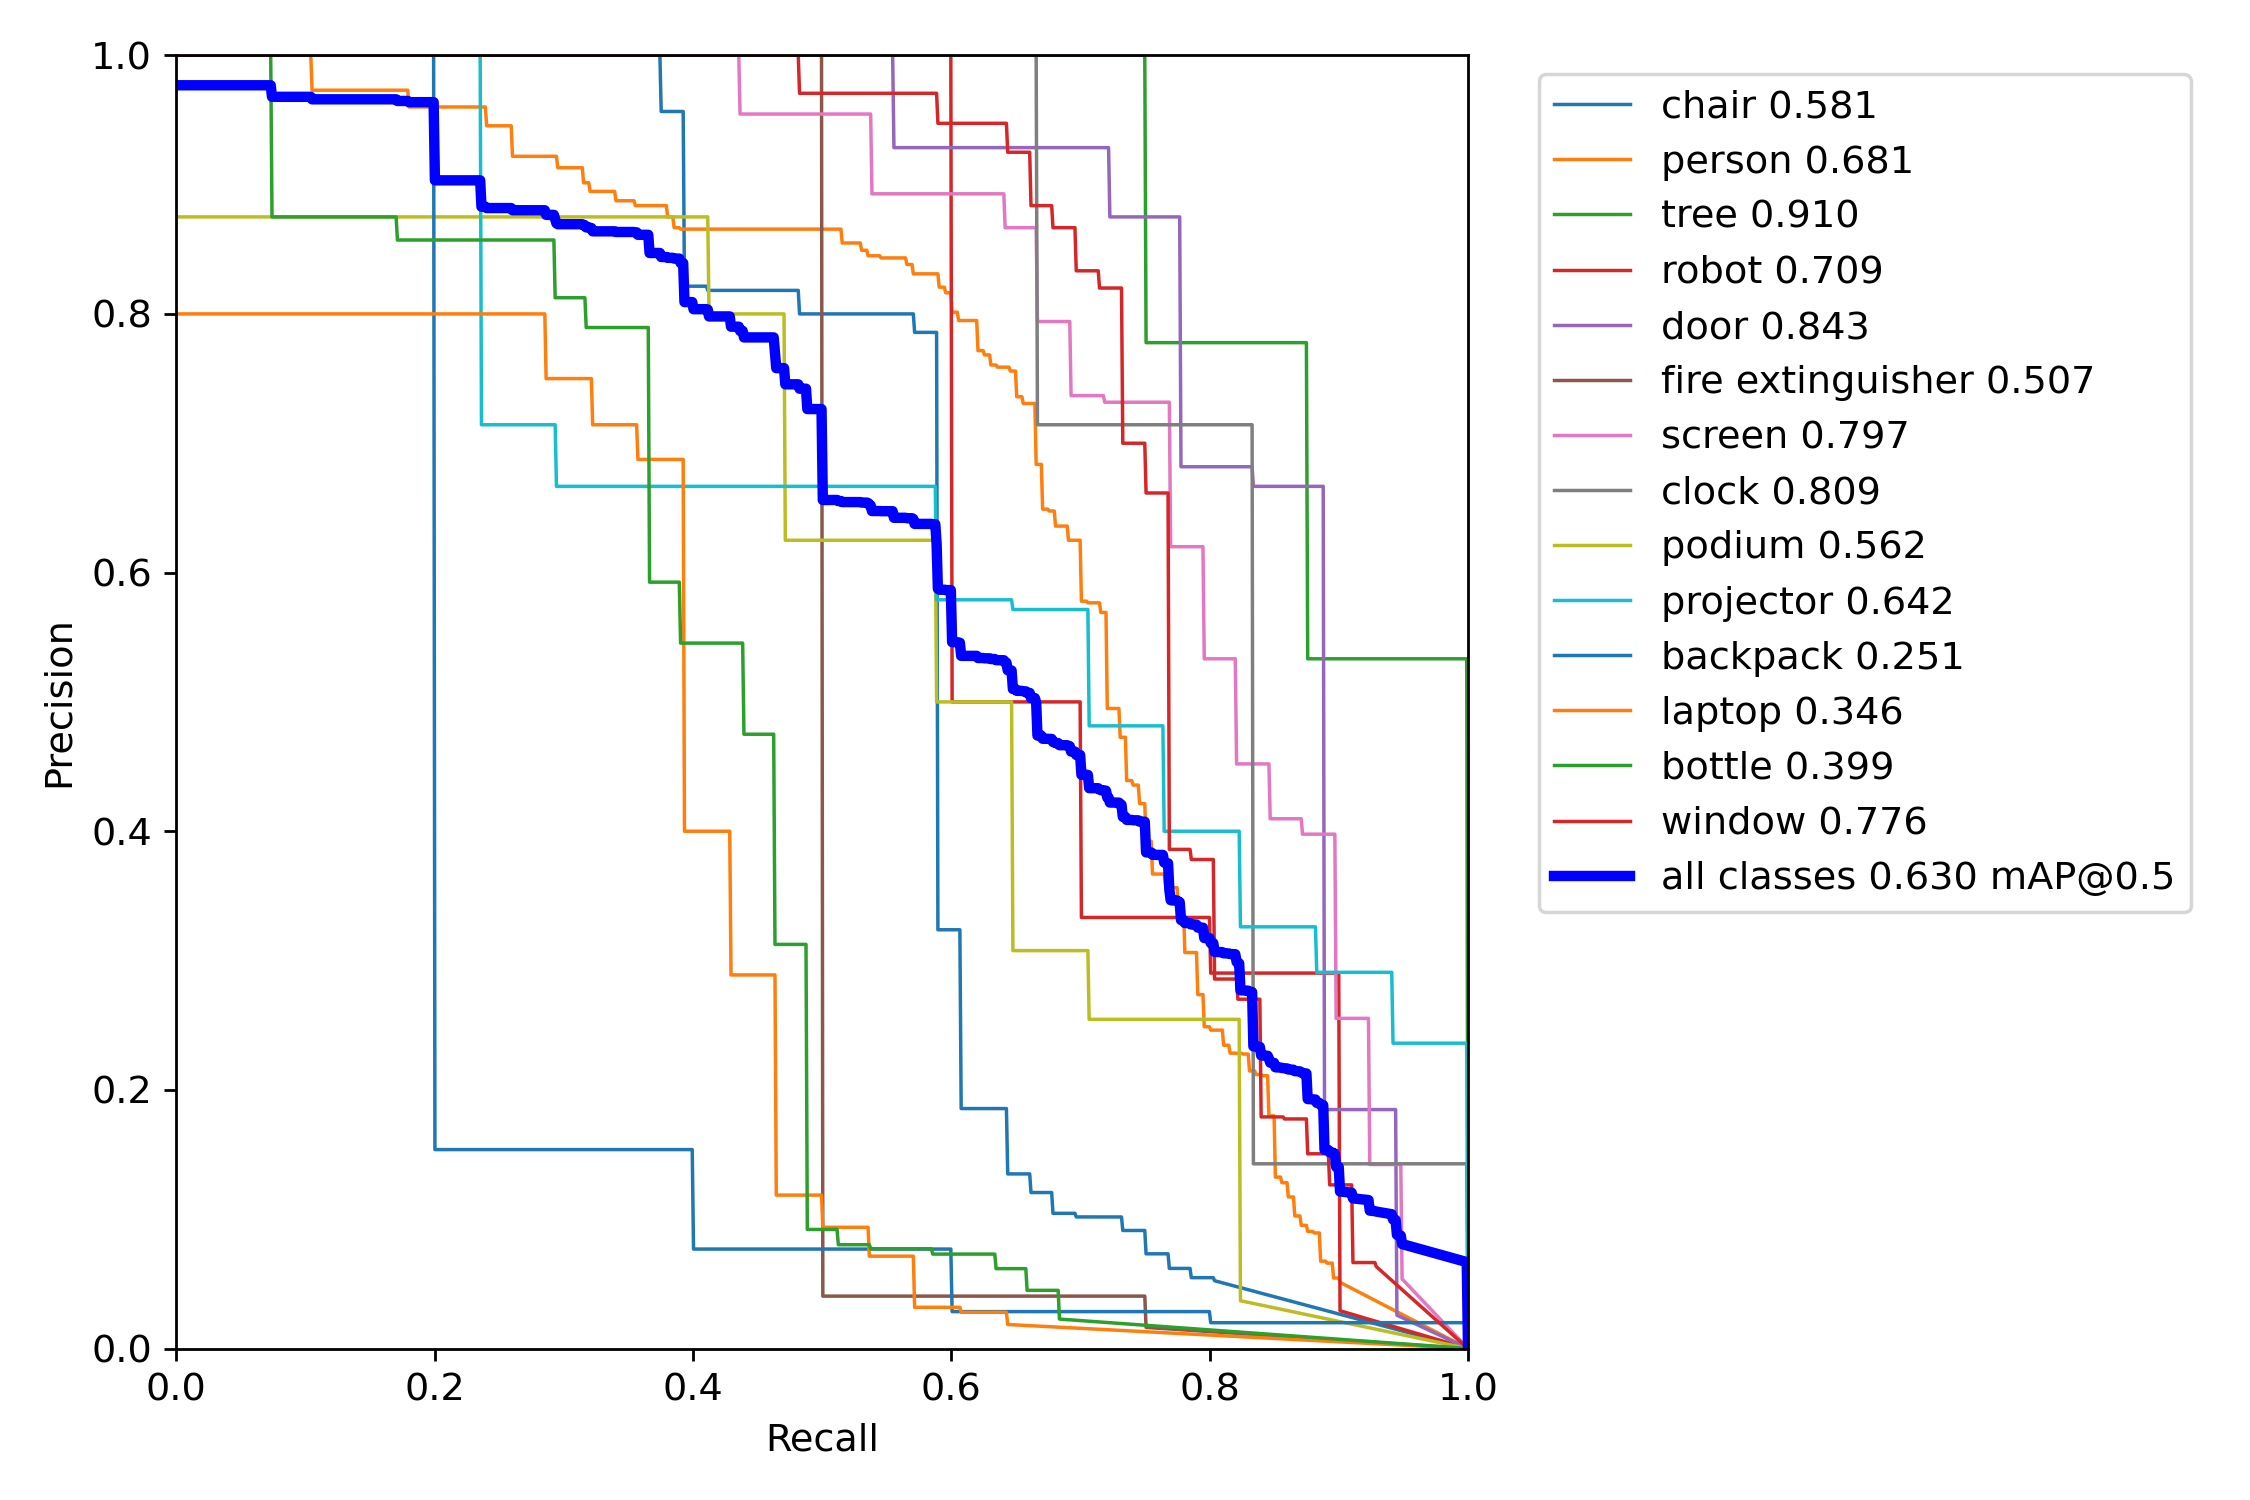 1.0
0.8
0.6
0.4
0.2
0.0
Precision
0.0 0.2 0.4 0.6 0.8 1.0
Recall
chair 0.581
person 0.681
tree 0.910
robot 0.709
door 0.843
fire extinguisher 0.507
screen 0.797
clock 0.809
podium 0.562
projector 0.642
backpack 0.251
laptop 0.346
bottle 0.399
window 0.776
all classes 0.630 mAP@0.5